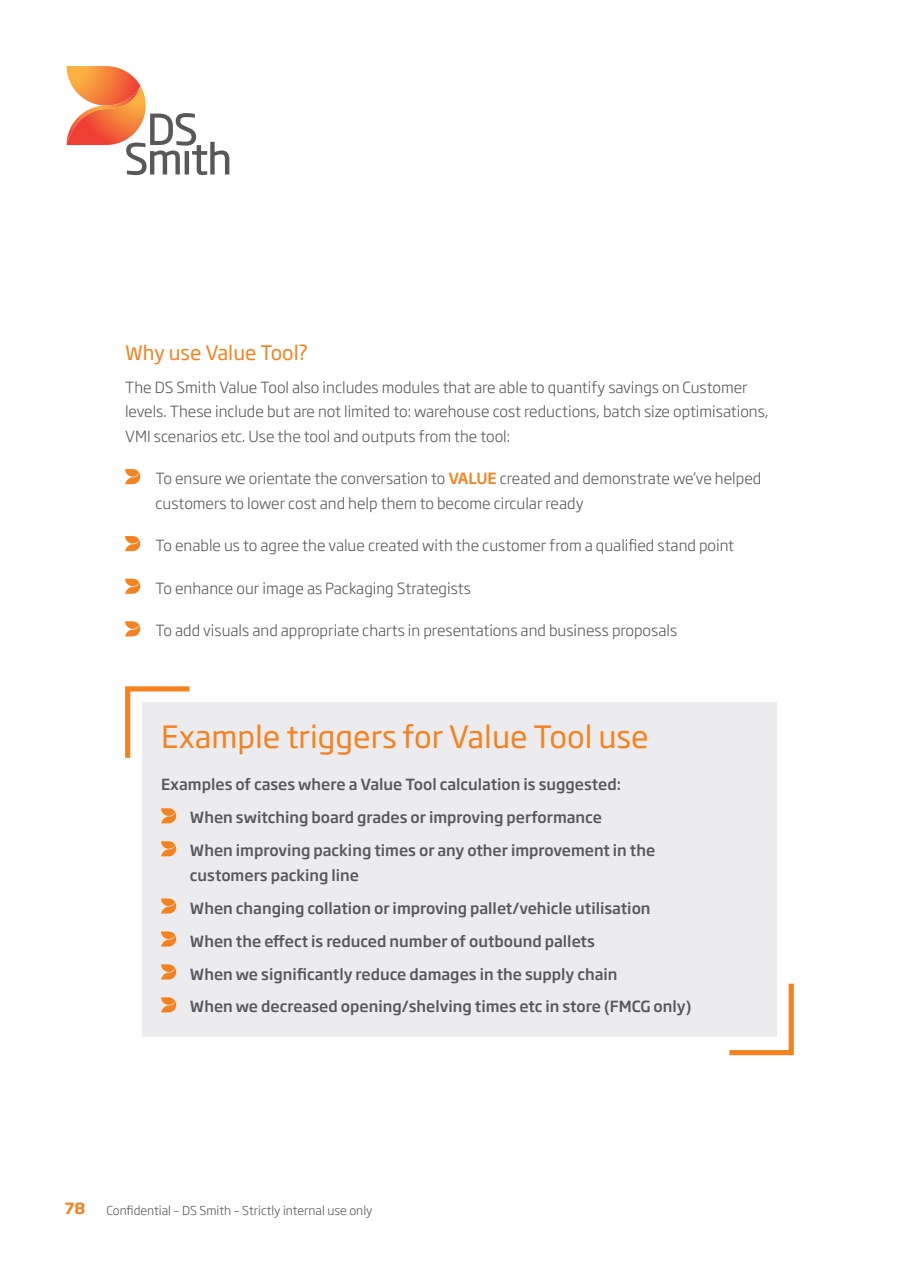 DS
Smith
Why use Value Tool?
The DS Smith Value Tool also includes modules that are able to quantify savings on Customer
levels. These include but are not limited to: warehouse cost reductions, batch size optimisations,
VMI scenarios etc. Use the tool and outputs from the tool:
To ensure we orientate the conversation to VALUE created and demonstrate we've helped
customers to lower cost and help them to become circular ready
To enable us to agree the value created with the customer from a qualified stand point
To enhance our image as Packaging Strategists
To add visuals and appropriate charts in presentations and business proposals
Example triggers for Value Tool use
Examples of cases where a Value Tool calculation is suggested:
When switching board grades or improving performance
When improving packing times or any other improvement in the
customers packing line
When changing collation or improving pallet/vehicle utilisation
When the effect is reduced number of outbound pallets
When we significantly reduce damages in the supply chain
When we decreased opening/shelving times etc in store (FMCG only)
78 Confidential – DS Smith – Strictly internal use only